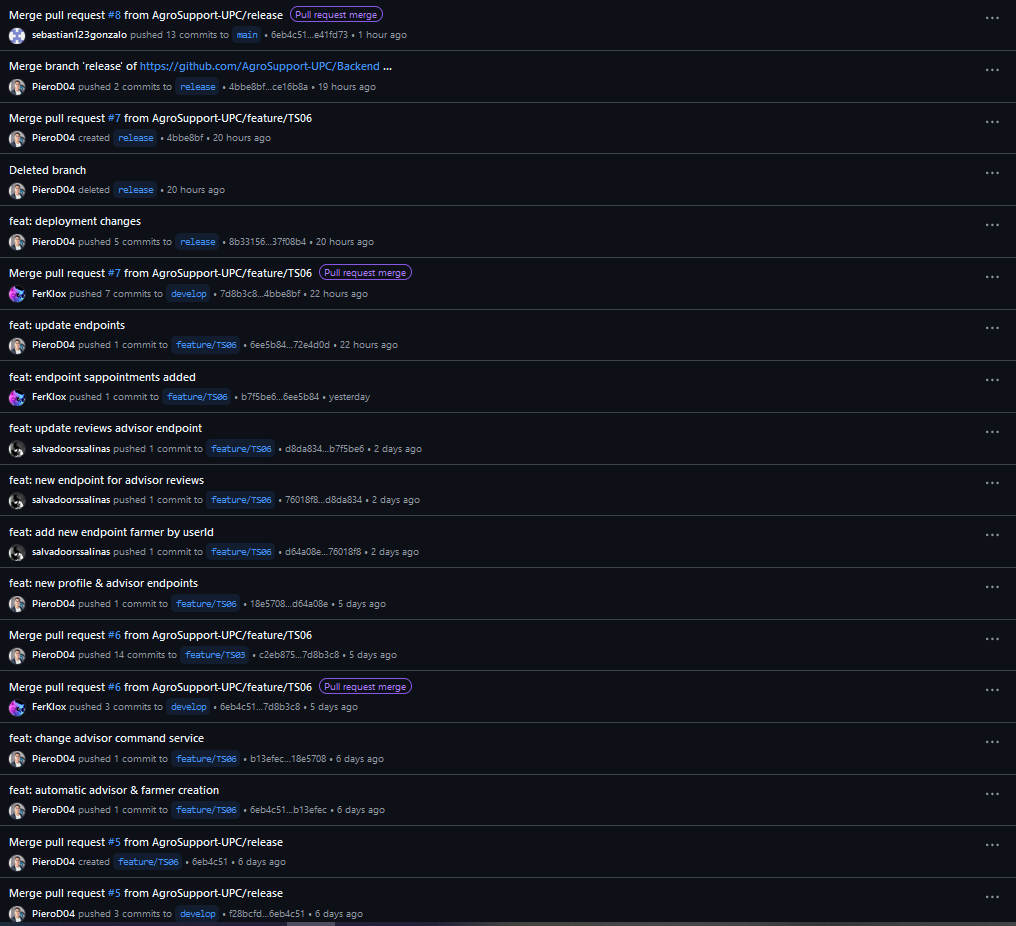 Merge pull request #8 from AgroSupport-UPC/release Pull request merge
sebastian123gonzalo pushed 13 commits to main • 6eb4c51...e41fd73 • 1 hour ago
Merge branch 'release' of https://github.com/AgroSupport-UPC/Backend ...
PieroD04 pushed 2 commits to release • 4bbe8bf...ce16b8a • 19 hours ago
Merge pull request #7 from AgroSupport-UPC/feature/TS06
PieroD04 created release • 4bbe8bf • 20 hours ago
Deleted branch
PieroD04 deleted release • 20 hours ago
feat: deployment changes
PieroD04 pushed 5 commits to release • 8b33156...37f08b4 • 20 hours ago
Merge pull request #7 from AgroSupport-UPC/feature/TS06 Pull request merge
FerKlox pushed 7 commits to develop • 7d8b3c8...4bbe8bf • 22 hours ago
feat: update endpoints
PieroD04 pushed 1 commit to feature/TS06 • 6ee5b84...72e4d0d • 22 hours ago
feat: endpoint sappointments added
FerKlox pushed 1 commit to feature/TS06 • b7f5be6...6ee5b84 • yesterday
feat: update reviews advisor endpoint
salvadoorssalinas pushed 1 commit to feature/TS06 • d8da834...b7f5be6 • 2 days ago
feat: new endpoint for advisor reviews
salvadoorssalinas pushed 1 commit to feature/TS06 • 76018f8...d8da834 • 2 days ago
feat: add new endpoint farmer by userId
salvadoorssalinas pushed 1 commit to feature/TS06 • d64a08e...76018f8 • 2 days ago
feat: new profile & advisor endpoints
PieroD04 pushed 1 commit to feature/TS06 • 18e5708...d64a08e • 5 days ago
Merge pull request #6 from AgroSupport-UPC/feature/TS06
PieroD04 pushed 14 commits to feature/TS03 • c2eb875...7d8b3c8 • 5 days ago
Merge pull request #6 from AgroSupport-UPC/feature/TS06 Pull request merge
FerKlox pushed 3 commits to develop • 6eb4c51...7d8b3c8 • 5 days ago
feat: change advisor command service
PieroD04 pushed 1 commit to feature/TS06 • b13efec...18e5708 • 6 days ago
feat: automatic advisor & farmer creation
PieroD04 pushed 1 commit to feature/TS06 • 6eb4c51...b13efec • 6 days ago
Merge pull request #5 from AgroSupport-UPC/release
PieroD04 created feature/TS06 • 6eb4c51 • 6 days ago
Merge pull request #5 from AgroSupport-UPC/release
PieroD04 pushed 3 commits to develop • f28bcfd...6eb4c51 • 6 days ago